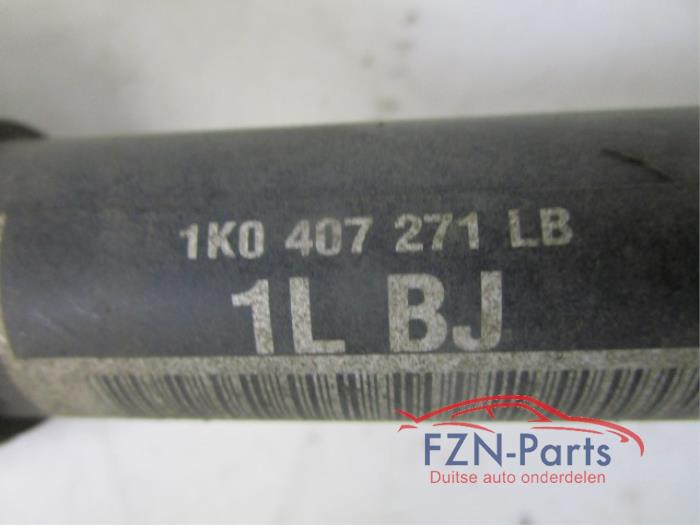 1K0 407 271 LB
1L BJ
FZN-Parts
Duitse auto onderdelen